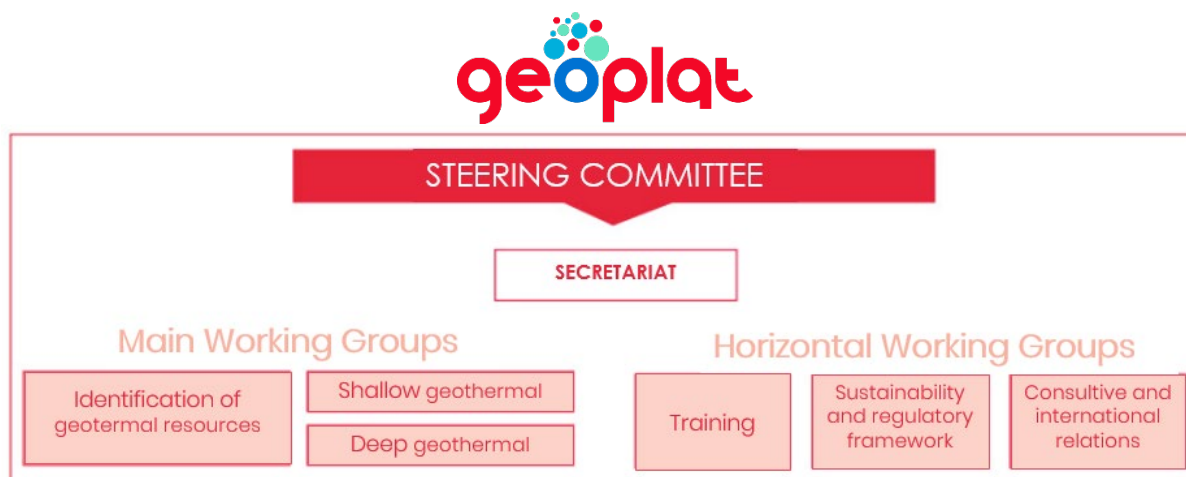 geoplat
STEERING COMMITTEE
SECRETARIAT
Main Working Groups
Identification of
geotermal resources
Shallow geothermal
Deep geothermal
Horizontal Working Groups
Training
Sustainability
and regulatory
framework
Consultive and
international
relations